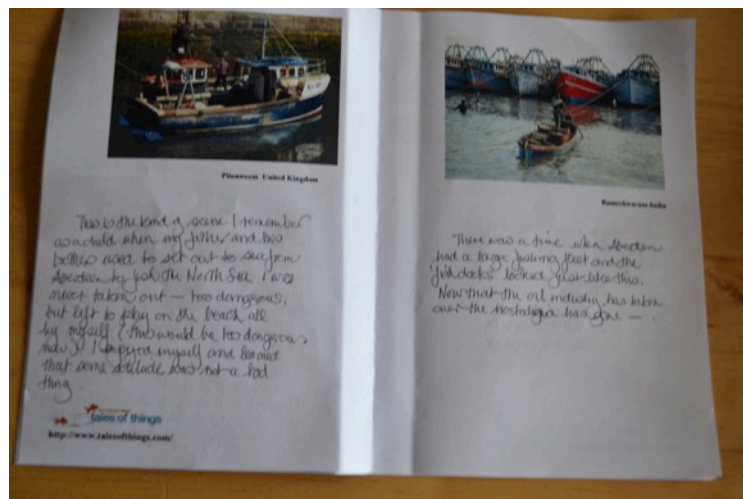 Pittenweem United Kingdom
This is the kind of scene I remember
as a child when my father and his
brothers used to set out to sea from
Aberdeen to fish the North Sea I was
never taken out — too dangerous,
but left to play on the beach all
by myself (this would be too dangerous
now). I enjoyed myself and learned
that some solitude was not a bad
thing.
tales of things
http://www.talesofthings.com/
Rameshwaram India
There was a time when Aberdeen
had a large fishing fleet and the
fish docks looked just like this.
Now that the oil industry has taken
over the nostalgia had gone — .